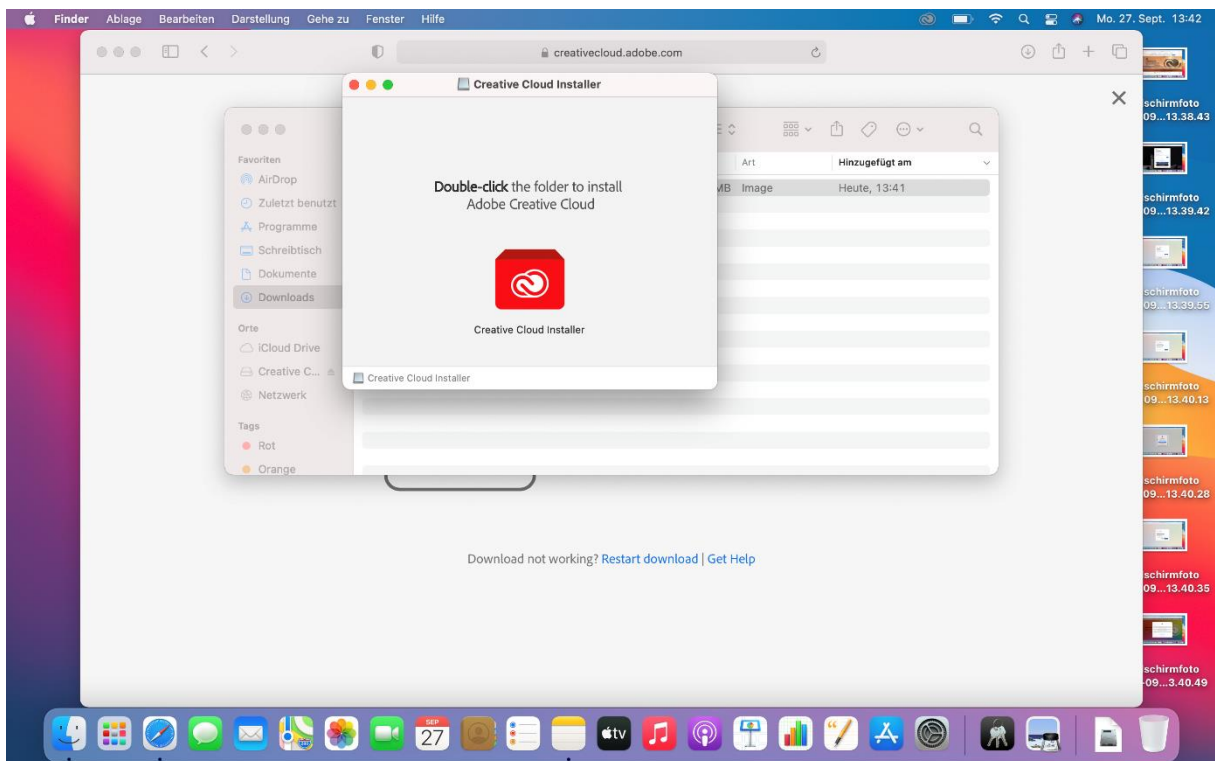 Finder Ablage Bearbeiten Darstellung Gehe zu Fenster Hilfe Mo. 27. Sept. 13:42
creativecloud.adobe.com
Creative Cloud Installer
Double-click the folder to install
Adobe Creative Cloud
Creative Cloud Installer
Creative Cloud Installer
Art Hinzugefügt am
MB Image Heute, 13:41
Favoriten
AirDrop
Zuletzt benutzt
Programme
Schreibtisch
Dokumente
Downloads
Orte
iCloud Drive
Creative C...
Netzwerk
Tags
Rot
Orange
Download not working? Restart download | Get Help
schirmfoto
09...13.38.43
schirmfoto
09...13.39.42
schirmfoto
09...13.39.55
schirmfoto
09...13.40.13
schirmfoto
09...13.40.28
schirmfoto
09...13.40.35
schirmfoto
-09...3.40.49
SEP
27
tv